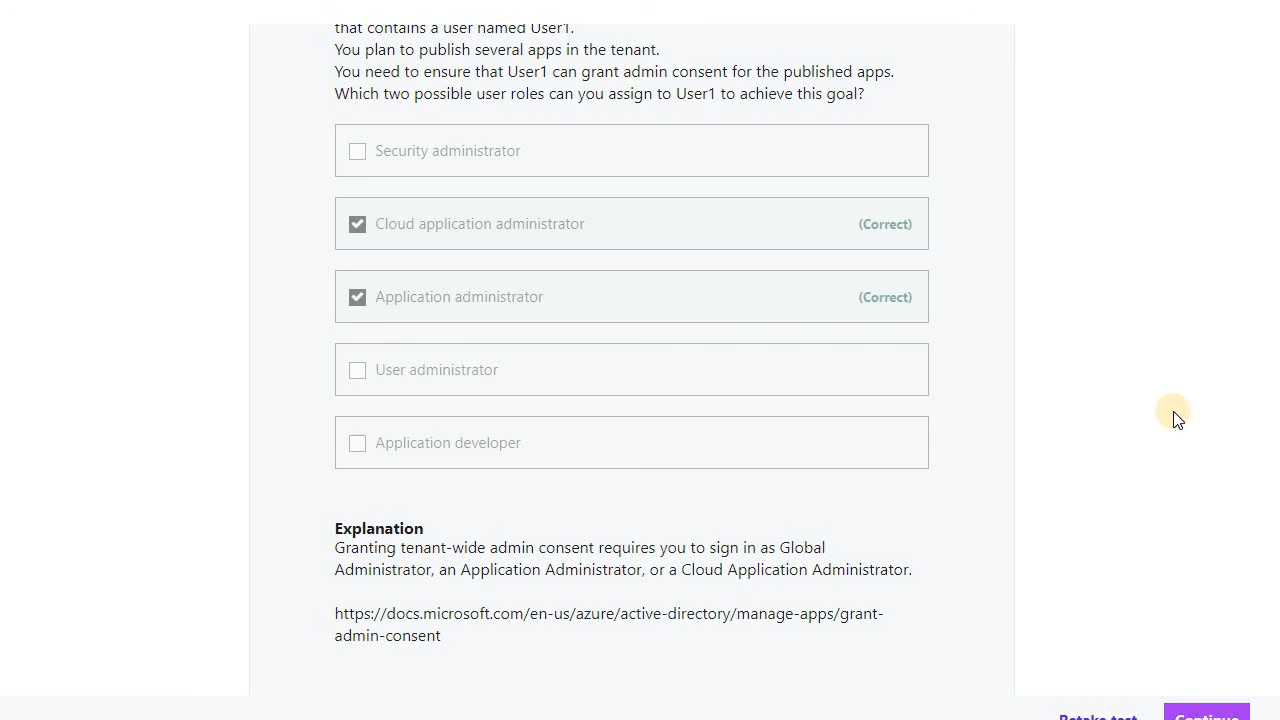 that contains a user named User1.
You plan to publish several apps in the tenant.
You need to ensure that User1 can grant admin consent for the published apps.
Which two possible user roles can you assign to User1 to achieve this goal?
Security administrator
Cloud application administrator (Correct)
Application administrator (Correct)
User administrator
Application developer
Explanation
Granting tenant-wide admin consent requires you to sign in as Global
Administrator, an Application Administrator, or a Cloud Application Administrator.
https://docs.microsoft.com/en-us/azure/active-directory/manage-apps/grant-
admin-consent
Retake test Continue